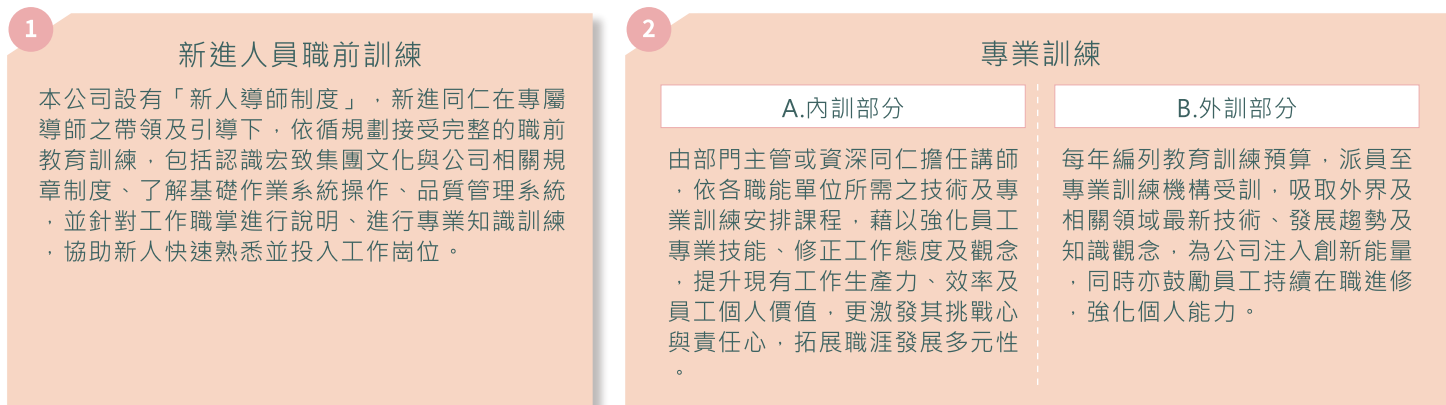 1
新進人員職前訓練
本公司設有「新人導師制度」，新進同仁在專屬
導師之帶領及引導下，依循規劃接受完整的職前
教育訓練，包括認識宏致集團文化與公司相關規
章制度、了解基礎作業系統操作、品質管理系統
，並針對工作職掌進行說明、進行專業知識訓練
，協助新人快速熟悉並投入工作崗位。
2
專業訓練
A.內訓部分
由部門主管或資深同仁擔任講師
，依各職能單位所需之技術及專
業訓練安排課程，藉以強化員工
專業技能、修正工作態度及觀念
，提升現有工作生產力、效率及
員工個人價值，更激發其挑戰心
與責任心，拓展職涯發展多元性
。
B.外訓部分
每年編列教育訓練預算，派員至
專業訓練機構受訓，吸取外界及
相關領域最新技術、發展趨勢及
知識觀念，為公司注入創新能量
，同時亦鼓勵員工持續在職進修
，強化個人能力。